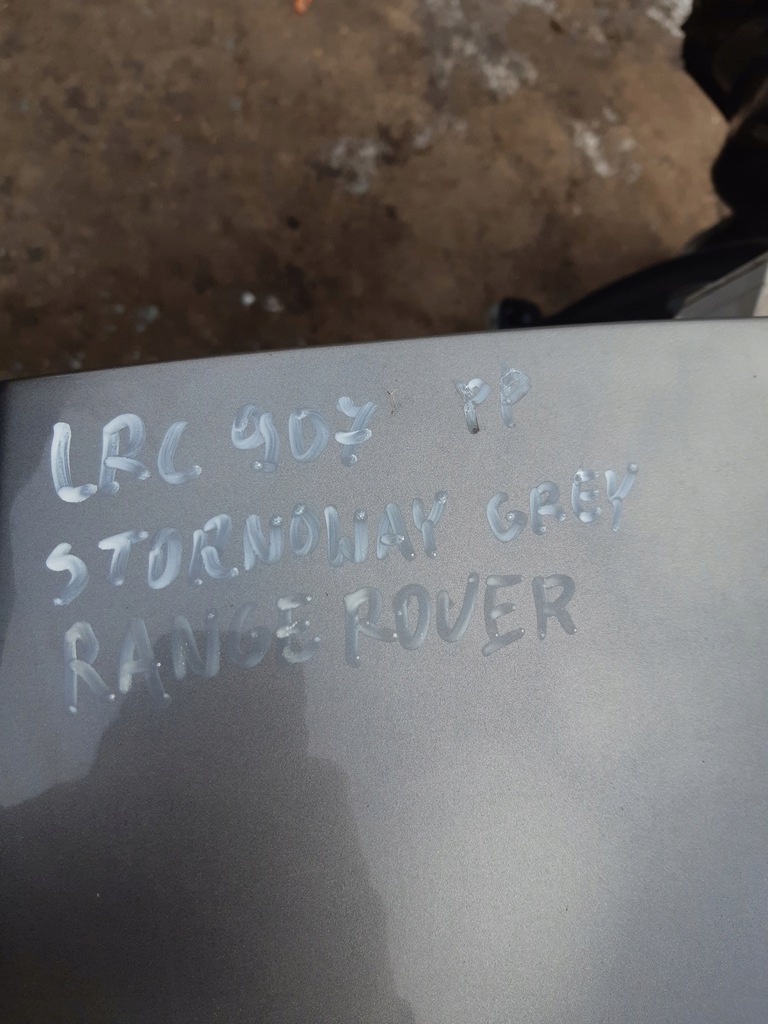 LRC 907 PP
STORNOWAY GREY
RANGE ROVER